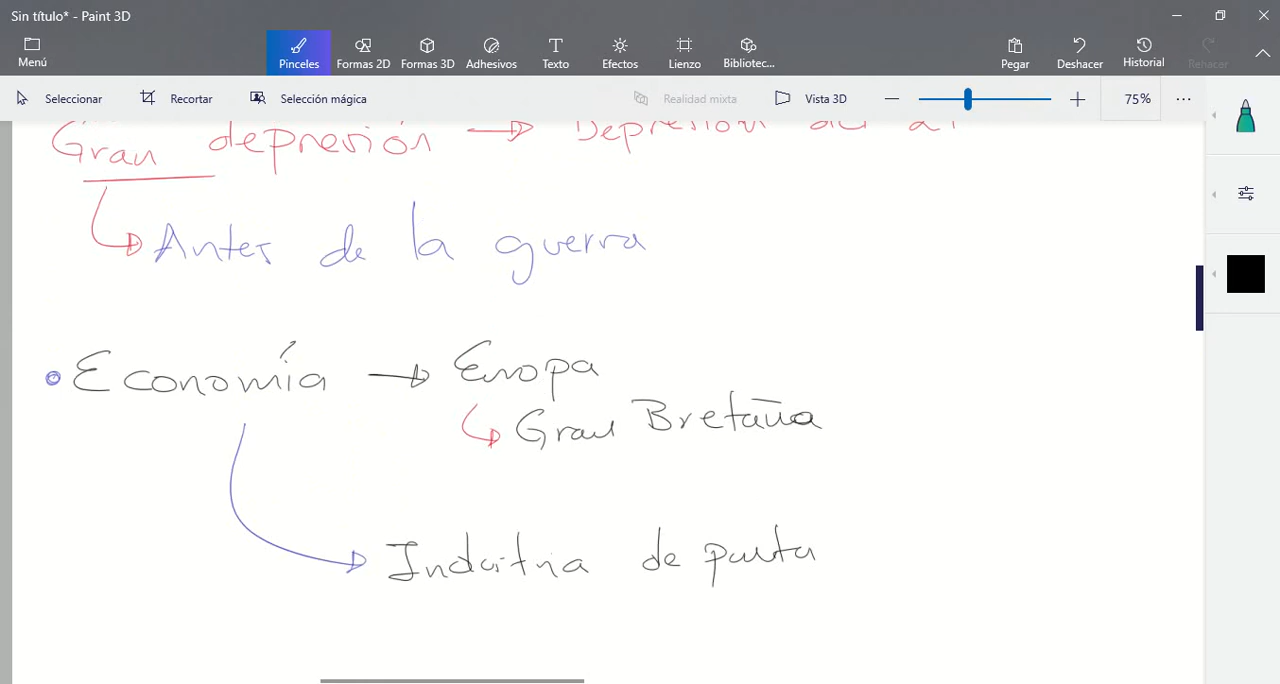 Sin título* - Paint 3D
Menú
Pinceles
Formas 2D
Formas 3D
Adhesivos
Texto
Efectos
Lienzo
Bibliotec...
Pegar
Deshacer
Historial
Rehacer
Seleccionar
Recortar
Selección mágica
Realidad mixta
Vista 3D
75%
Gran depresión → Depresión del
Antes de la guerra
Economía → Europa
Gran Bretaña
Industria de